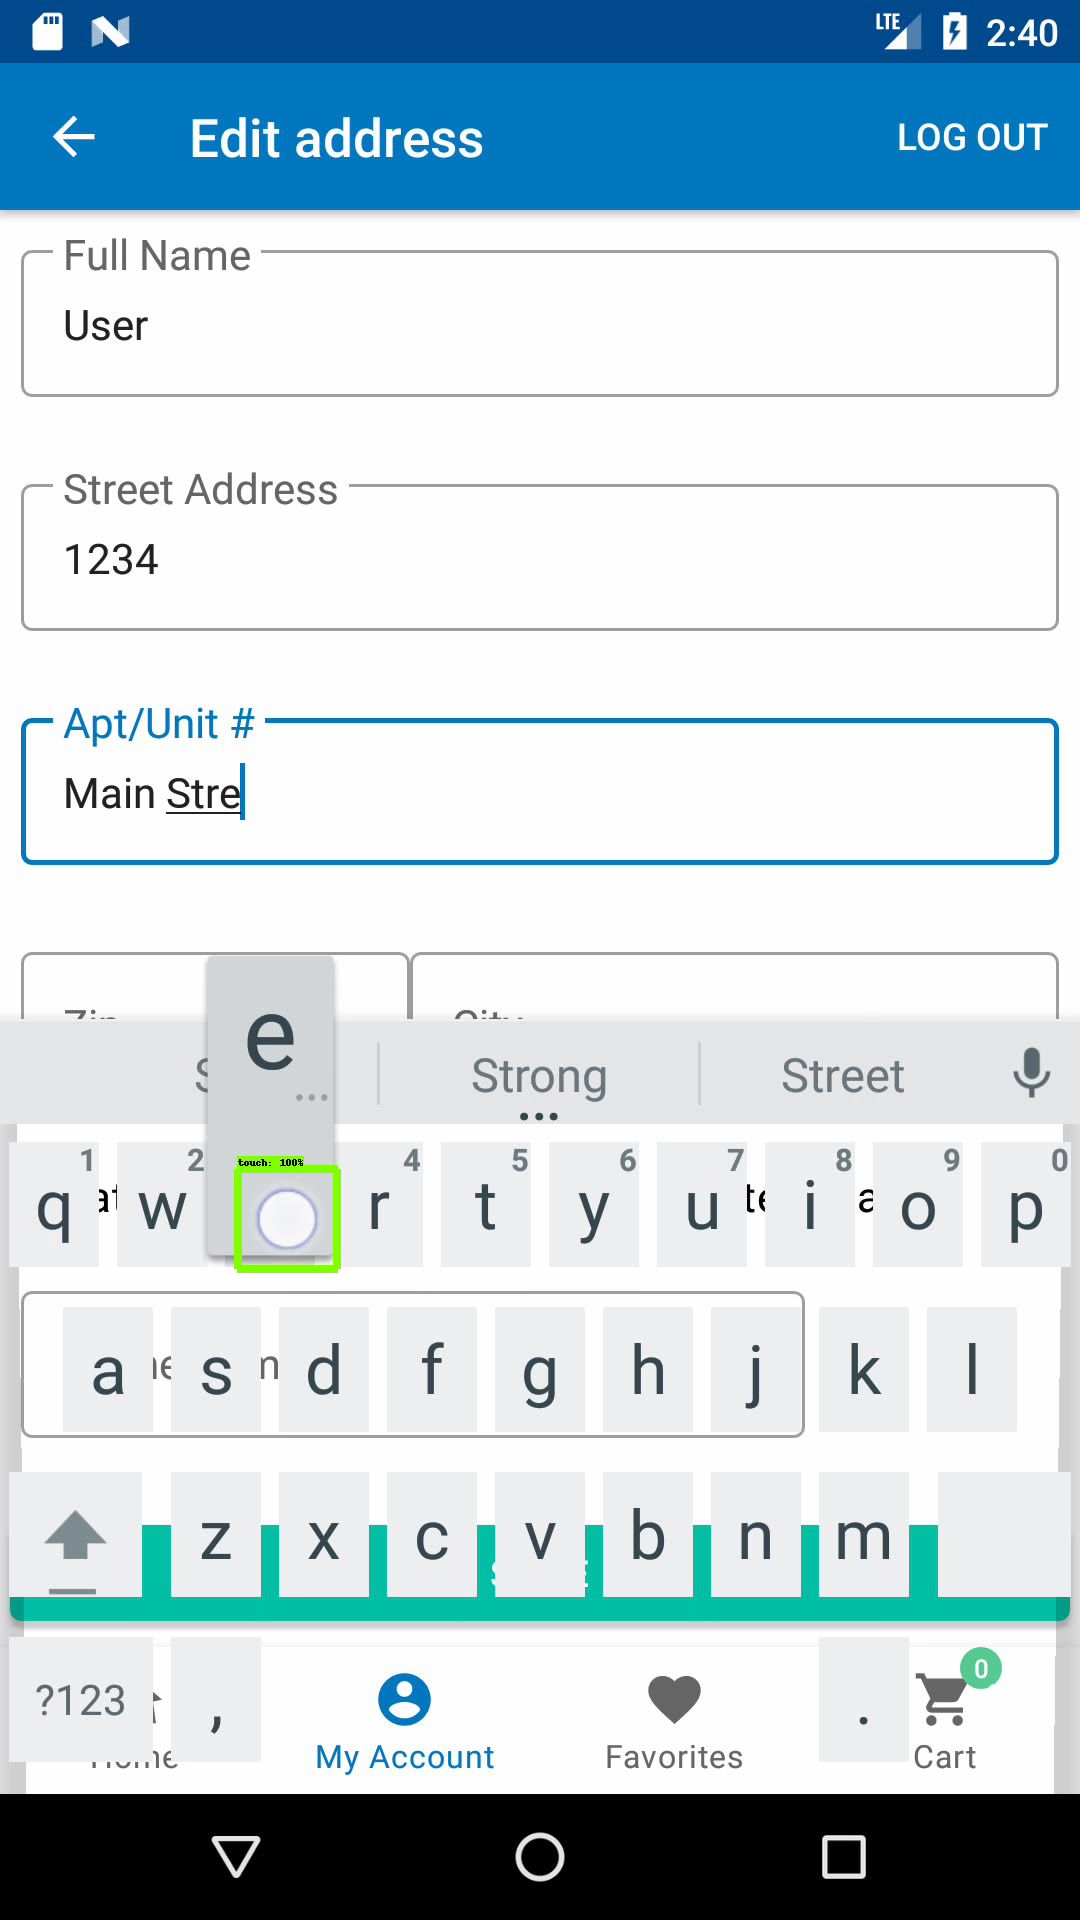 LTE 2:40
Edit address LOG OUT
Full Name
User
Street Address
1234
Apt/Unit #
Main Stre
Zip City
e
Strong Street
touch: 100%
1 2 4 5 6 7 8 9 0
q w r t y u i o p
a s d f g h j k l
z x c v b n m
?123 , . 0
Home My Account Favorites Cart